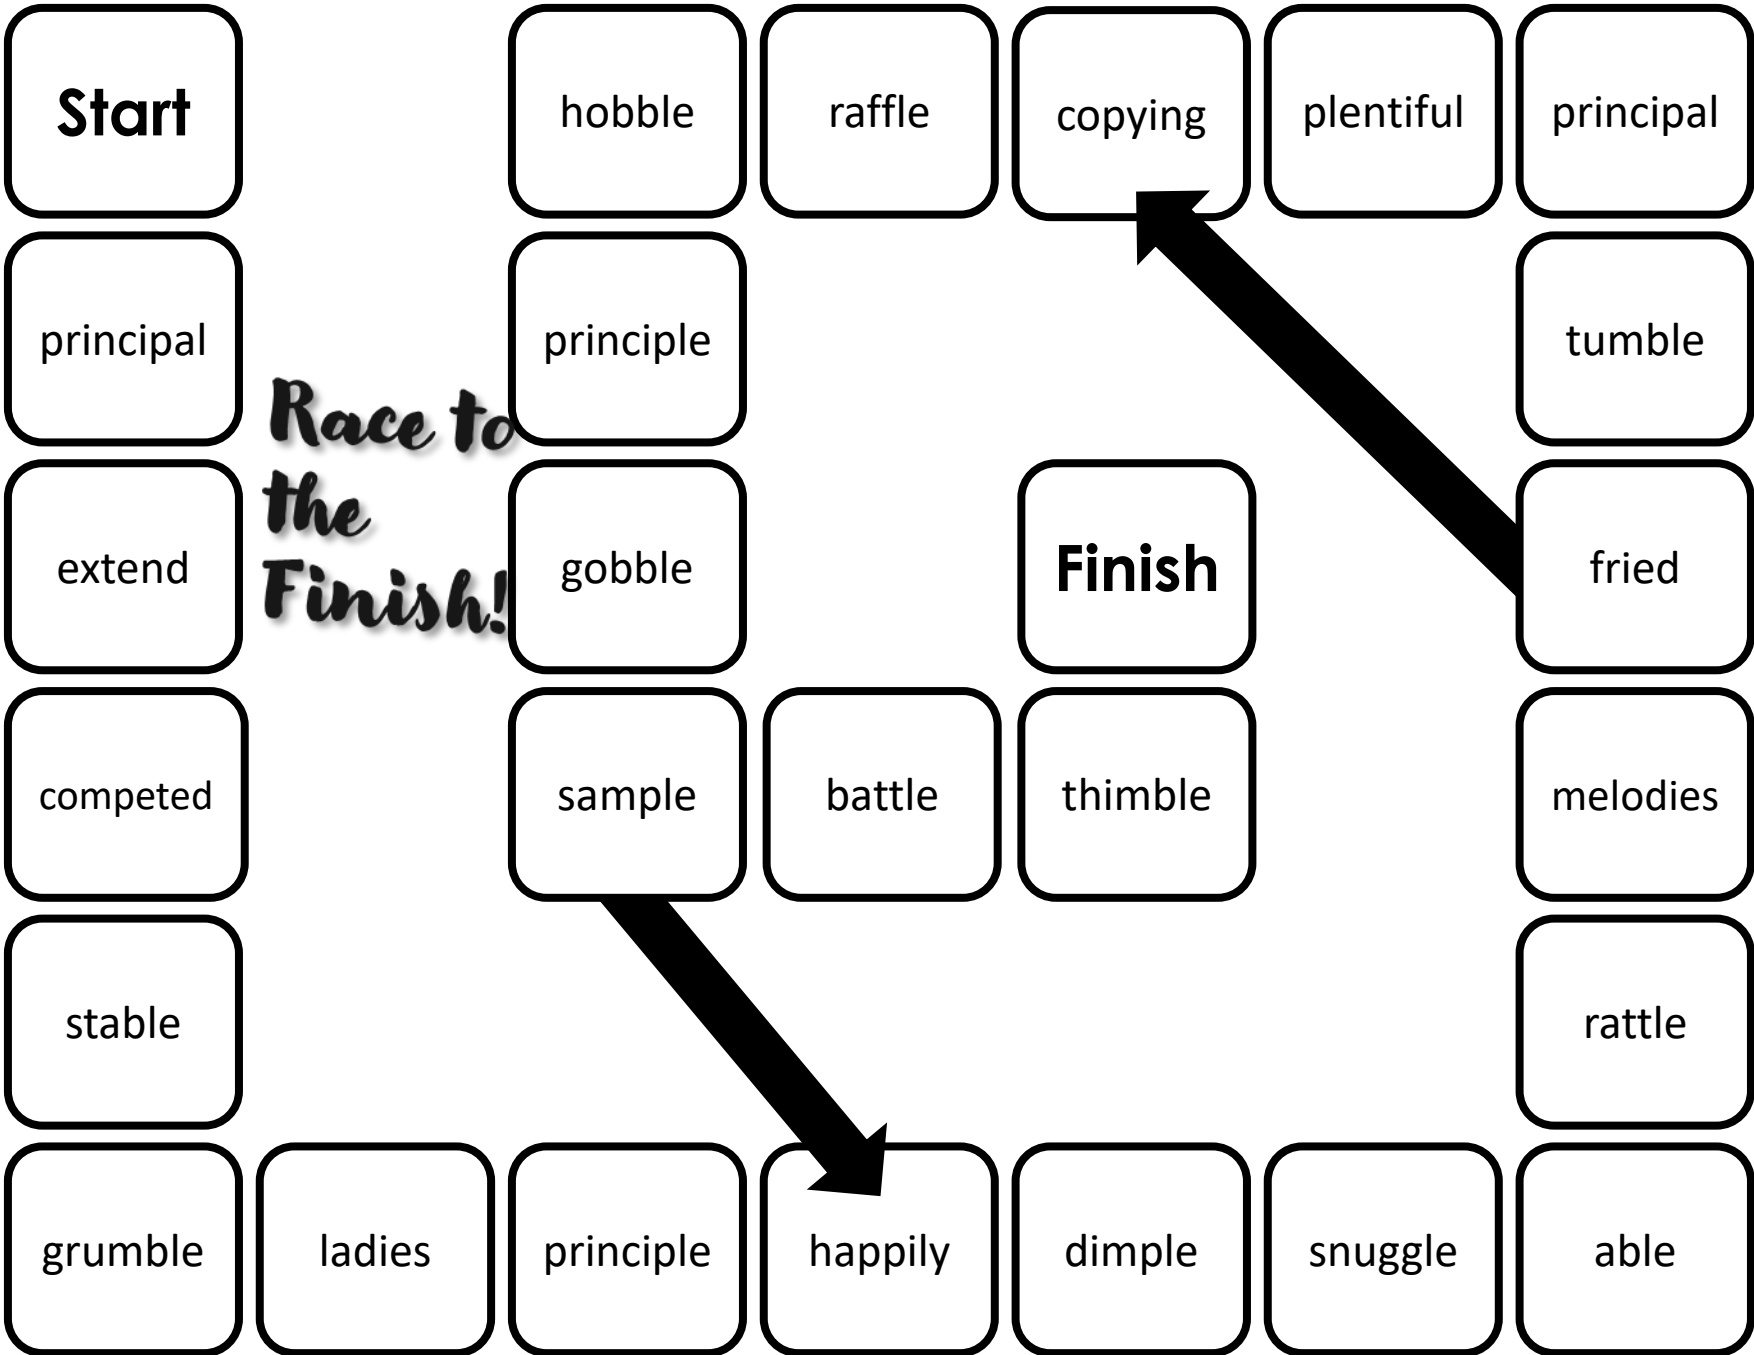 Start
hobble
raffle
copying
plentiful
principal
principal
principle
tumble
Race to
the
Finish!
extend
gobble
Finish
fried
competed
sample
battle
thimble
melodies
stable
rattle
grumble
ladies
principle
happily
dimple
snuggle
able